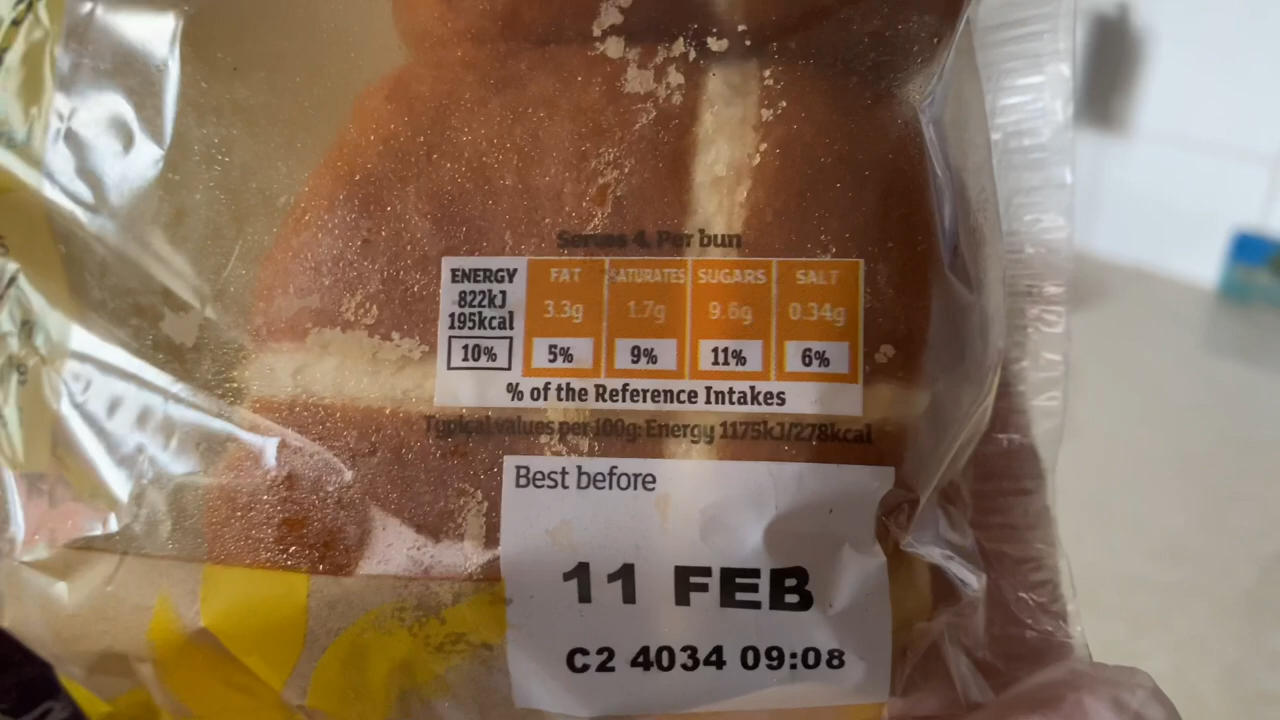 Serves 4. Per bun
ENERGY FAT SATURATES SUGARS SALT
822kJ
195kcal 3.3g 1.7g 9.6g 0.34g
10% 5% 9% 11% 6%
% of the Reference Intakes
Typical values per 100g: Energy 1175kJ/278kcal
Best before
11 FEB
C2 4034 09:08